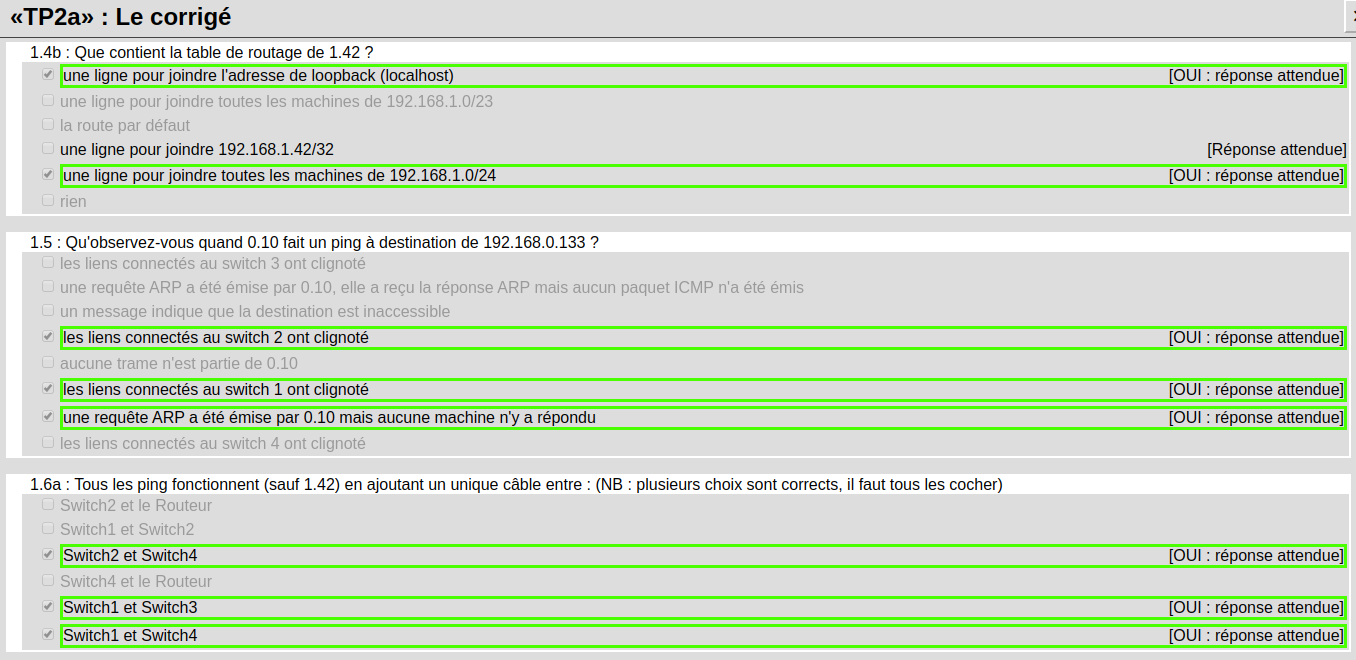 «TP2a» : Le corrigé
1.4b : Que contient la table de routage de 1.42 ?
une ligne pour joindre l'adresse de loopback (localhost) [OUI : réponse attendue]
une ligne pour joindre toutes les machines de 192.168.1.0/23
la route par défaut
une ligne pour joindre 192.168.1.42/32 [Réponse attendue]
une ligne pour joindre toutes les machines de 192.168.1.0/24 [OUI : réponse attendue]
rien
1.5 : Qu'observez-vous quand 0.10 fait un ping à destination de 192.168.0.133 ?
les liens connectés au switch 3 ont clignoté
une requête ARP a été émise par 0.10, elle a reçu la réponse ARP mais aucun paquet ICMP n'a été émis
un message indique que la destination est inaccessible
les liens connectés au switch 2 ont clignoté [OUI : réponse attendue]
aucune trame n'est partie de 0.10
les liens connectés au switch 1 ont clignoté [OUI : réponse attendue]
une requête ARP a été émise par 0.10 mais aucune machine n'y a répondu [OUI : réponse attendue]
les liens connectés au switch 4 ont clignoté
1.6a : Tous les ping fonctionnent (sauf 1.42) en ajoutant un unique câble entre : (NB : plusieurs choix sont corrects, il faut tous les cocher)
Switch2 et le Routeur
Switch1 et Switch2
Switch2 et Switch4 [OUI : réponse attendue]
Switch4 et le Routeur
Switch1 et Switch3 [OUI : réponse attendue]
Switch1 et Switch4 [OUI : réponse attendue]